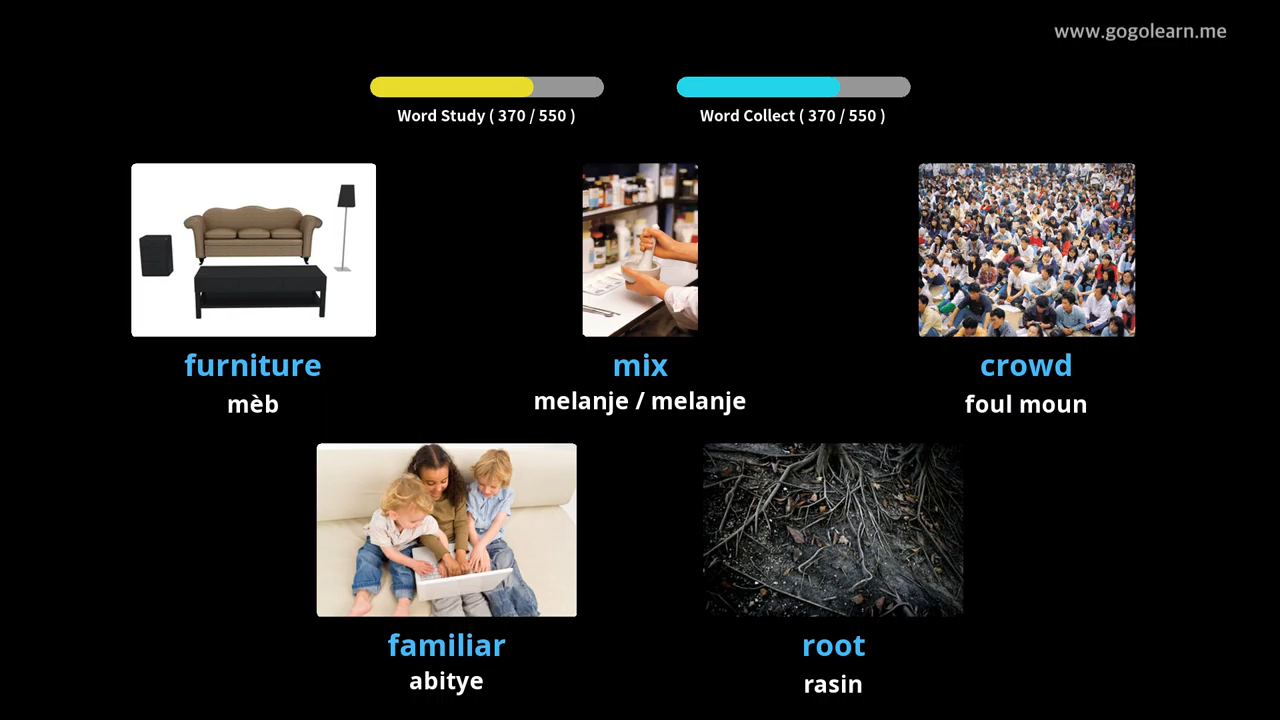 www.gogolearn.me
Word Study ( 370 / 550 )
Word Collect ( 370 / 550 )
furniture
mèb
mix
melanje / melanje
crowd
foul moun
familiar
abitye
root
rasin